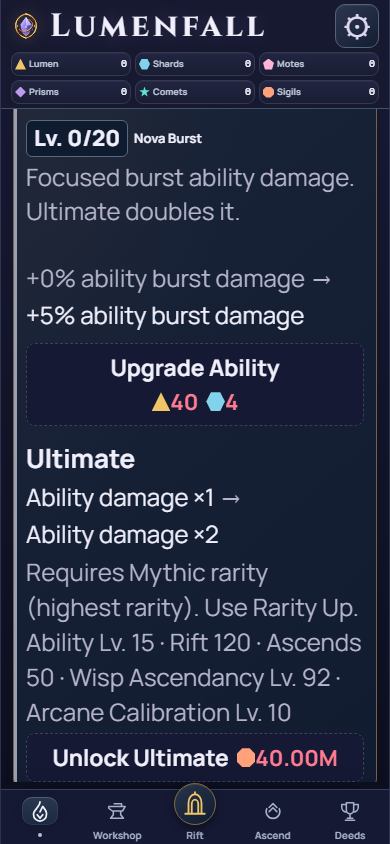 LUMENFALL
Lumen 0 Shards 0 Motes 0
Prisms 0 Comets 0 Sigils 0
Lv. 0/20 Nova Burst
Focused burst ability damage.
Ultimate doubles it.
+0% ability burst damage →
+5% ability burst damage
Upgrade Ability
40 4
Ultimate
Ability damage ×1 →
Ability damage ×2
Requires Mythic rarity
(highest rarity). Use Rarity Up.
Ability Lv. 15 · Rift 120 · Ascends
50 · Wisp Ascendancy Lv. 92 ·
Arcane Calibration Lv. 10
Unlock Ultimate 40.00M
Workshop Rift Ascend Deeds